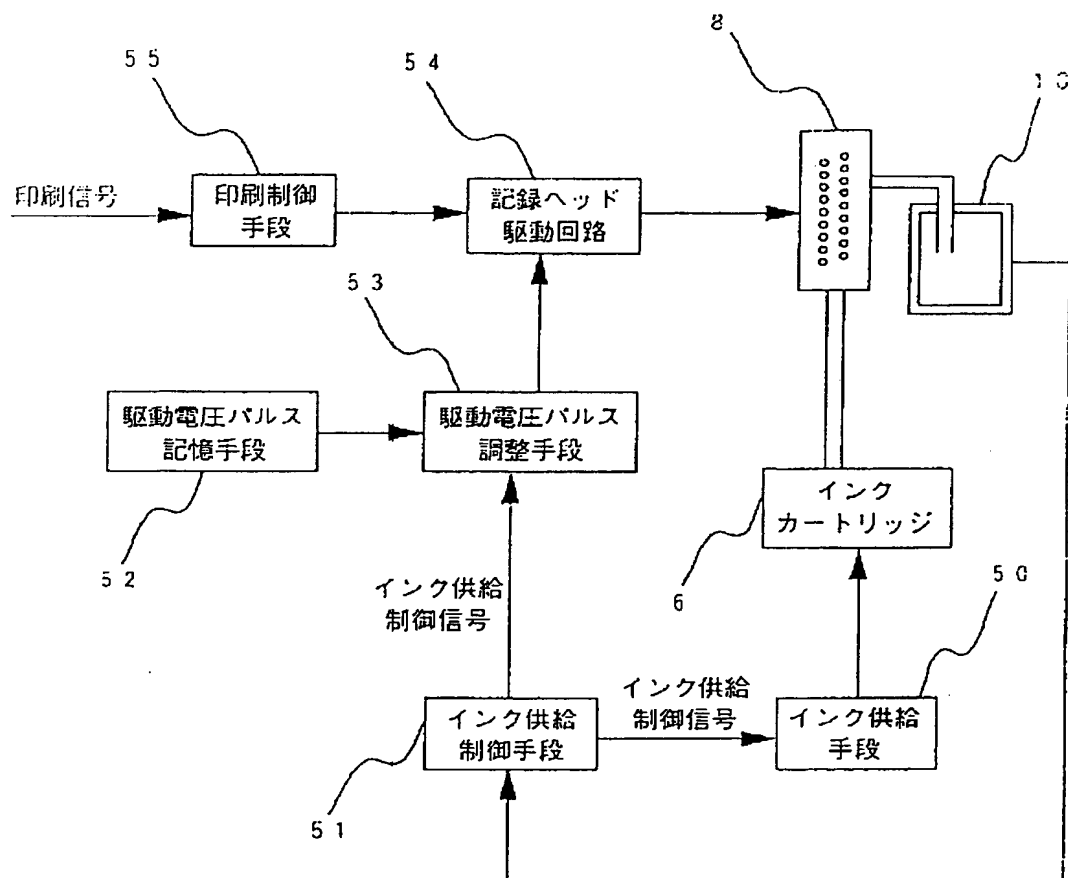 8
５５
５４
１０
印刷信号
印刷制御
手段
記録ヘッド
駆動回路
５３
駆動電圧パルス
記憶手段
駆動電圧パルス
調整手段
インク
カートリッジ
５２
6
５０
インク供給
制御信号
インク供給
制御信号
インク供給
制御手段
インク供給
手段
５１